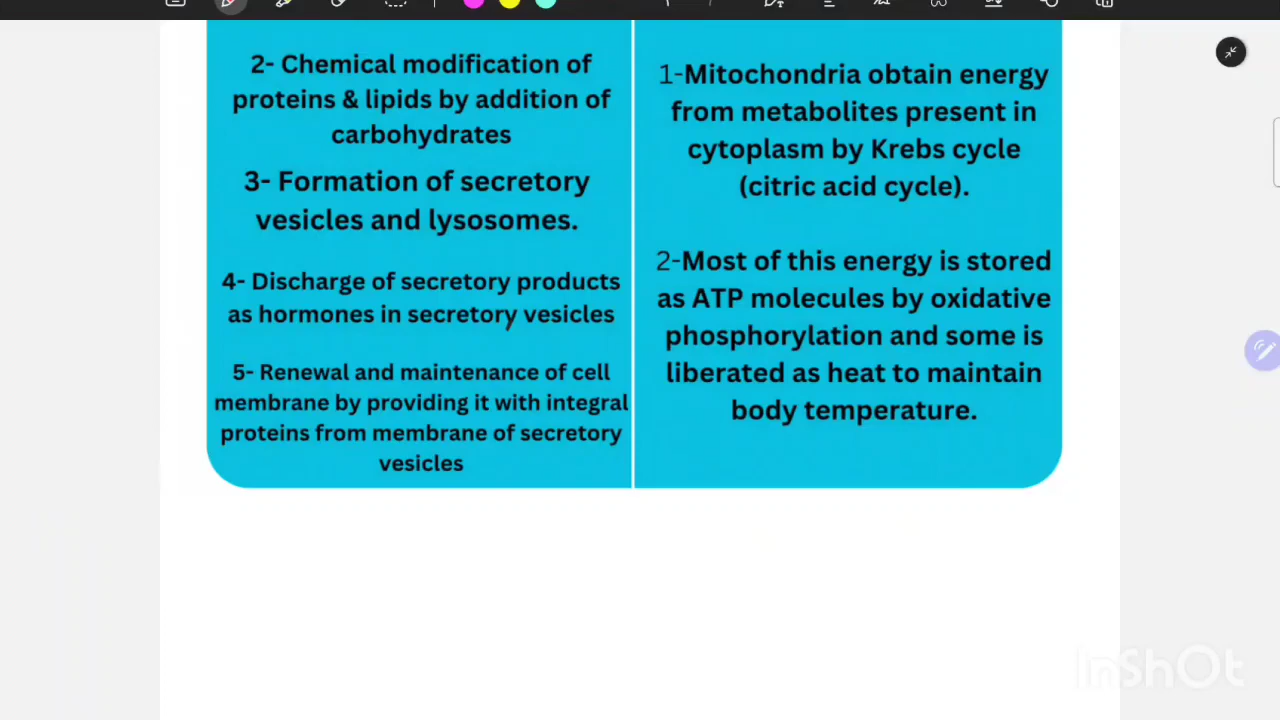 2- Chemical modification of
proteins & lipids by addition of
carbohydrates
3- Formation of secretory
vesicles and lysosomes.
4- Discharge of secretory products
as hormones in secretory vesicles
5- Renewal and maintenance of cell
membrane by providing it with integral
proteins from membrane of secretory
vesicles
1-Mitochondria obtain energy
from metabolites present in
cytoplasm by Krebs cycle
(citric acid cycle).
2-Most of this energy is stored
as ATP molecules by oxidative
phosphorylation and some is
liberated as heat to maintain
body temperature.
InShOt